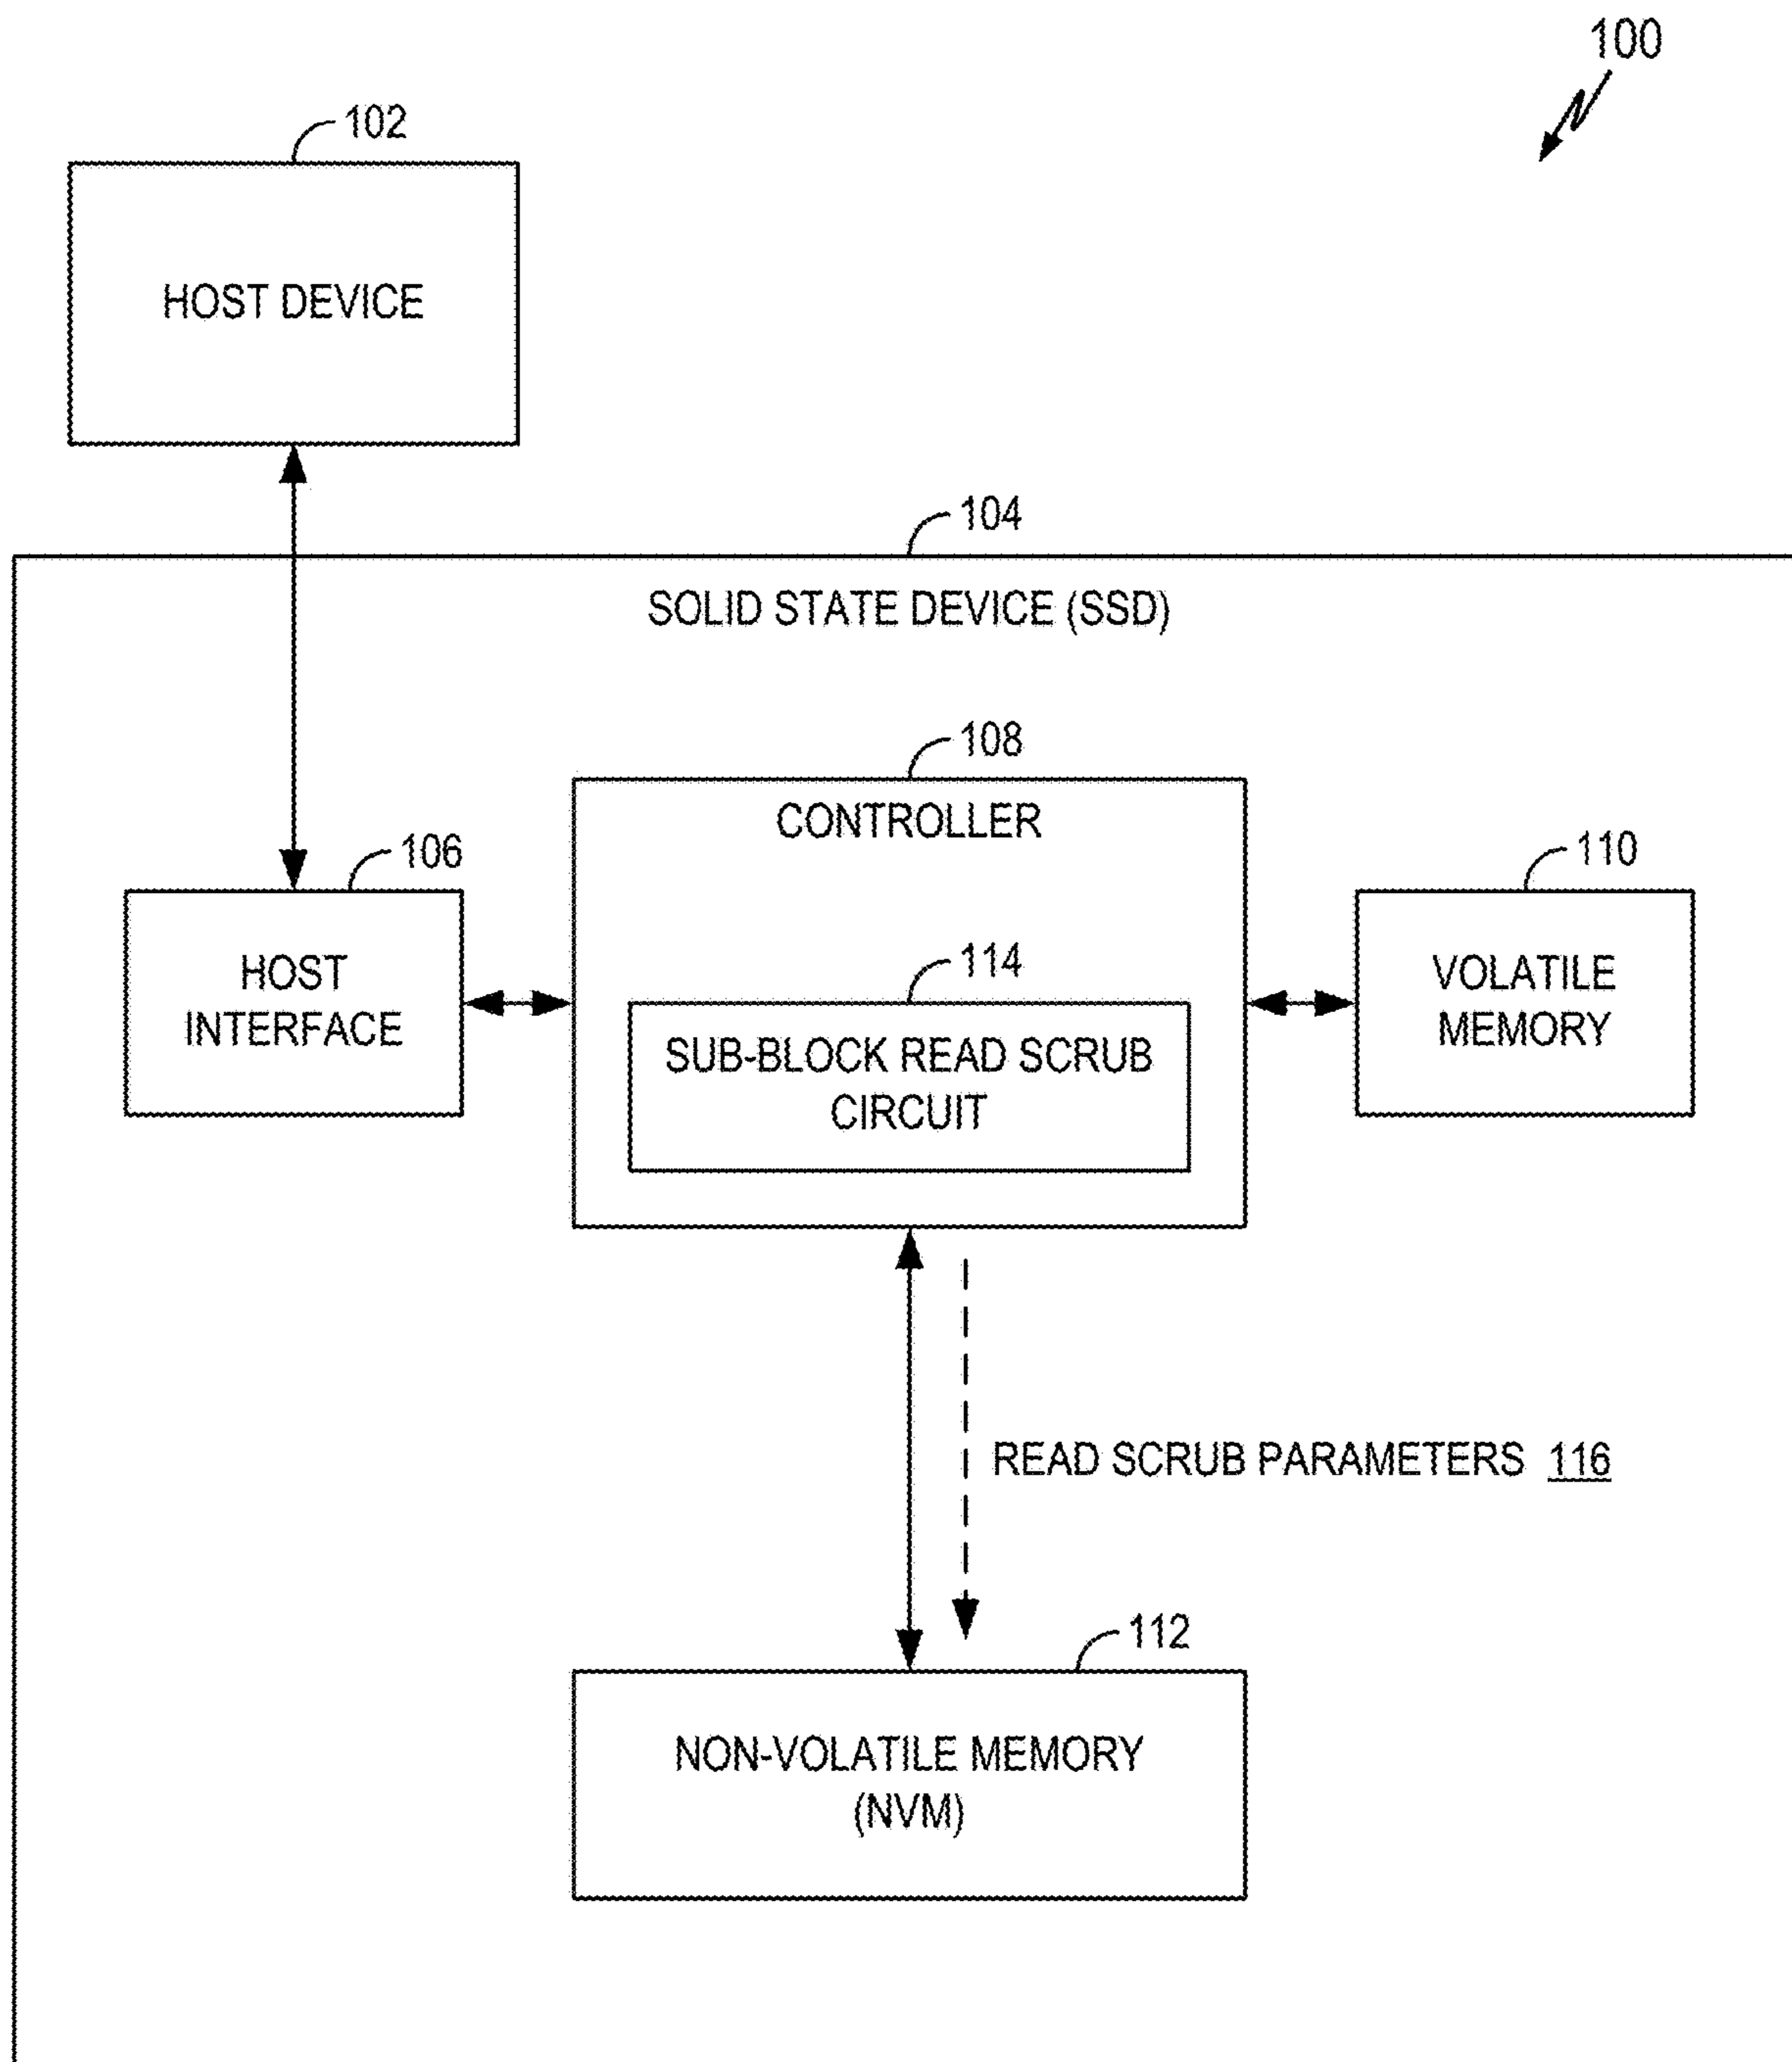 100
102
HOST DEVICE
104
SOLID STATE DEVICE (SSD)
108
CONTROLLER
106
HOST
INTERFACE
110
VOLATILE
MEMORY
114
SUB-BLOCK READ SCRUB
CIRCUIT
READ SCRUB PARAMETERS 116
112
NON-VOLATILE MEMORY
(NVM)